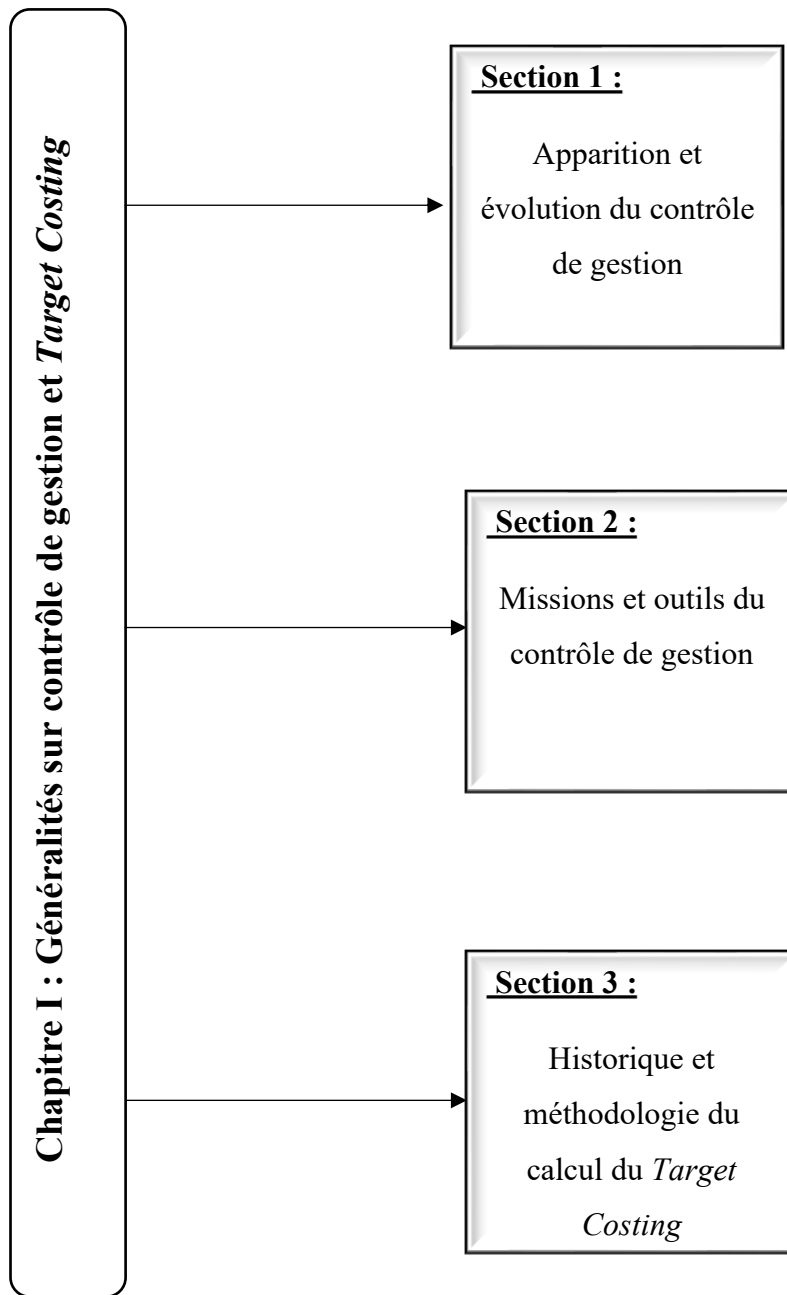 Chapitre I : Généralités sur contrôle de gestion et Target Costing
Section 1 :
Apparition et
évolution du contrôle
de gestion
Section 2 :
Missions et outils du
contrôle de gestion
Section 3 :
Historique et
méthodologie du
calcul du Target
Costing